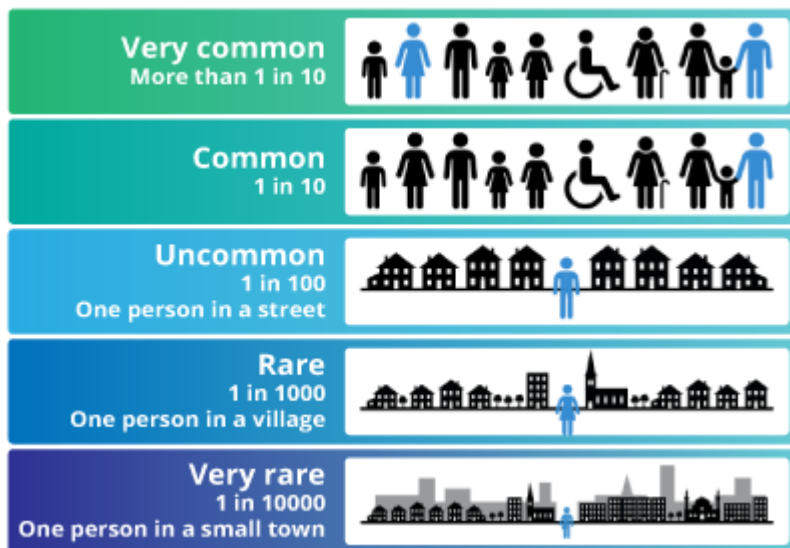 Very common
More than 1 in 10
Common
1 in 10
Uncommon
1 in 100
One person in a street
Rare
1 in 1000
One person in a village
Very rare
1 in 10000
One person in a small town